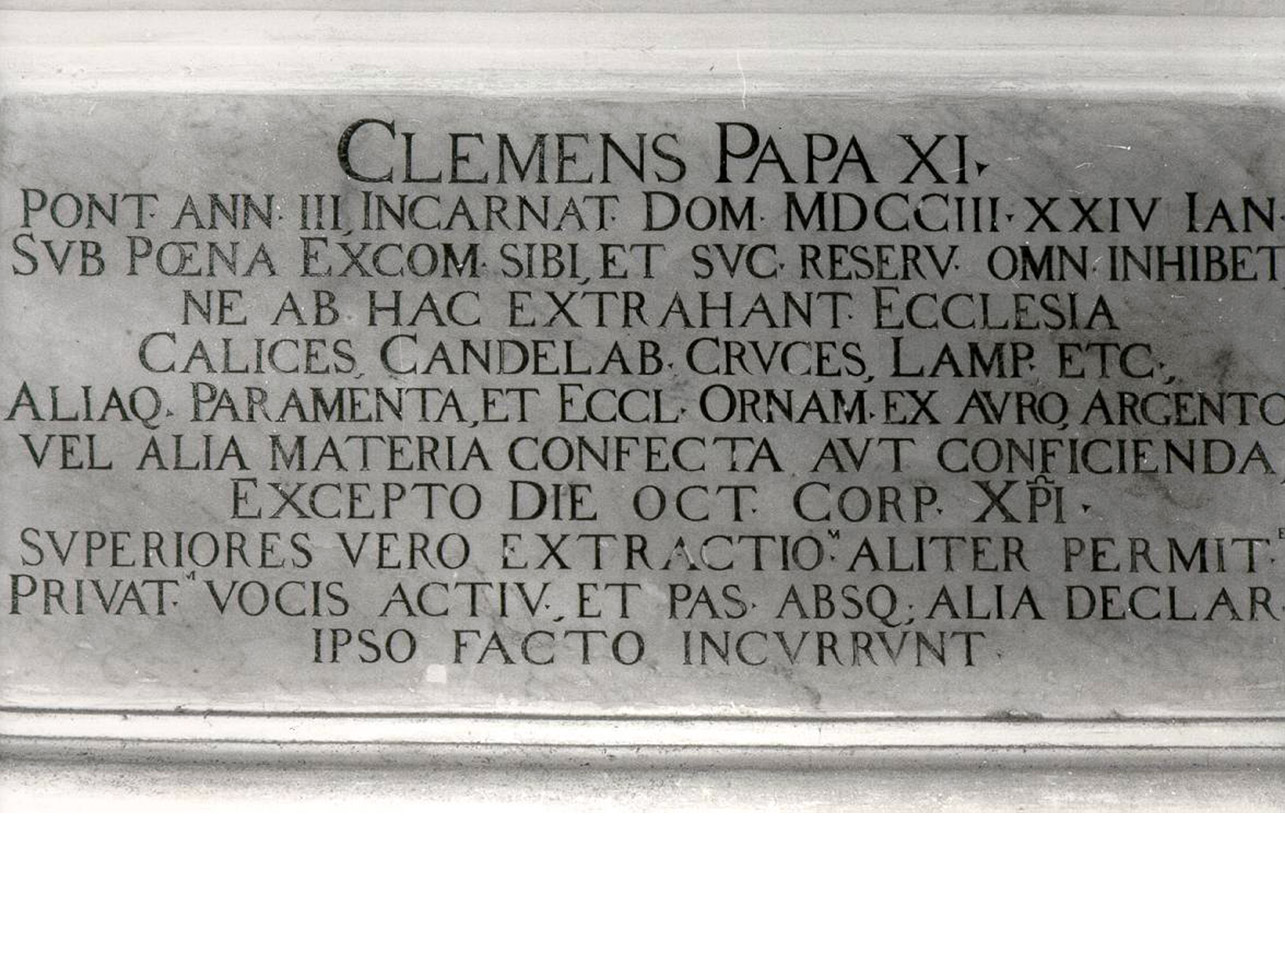 CLEMENS PAPA XI.
PONT. ANN. III, INCARNAT. DOM. MDCCIII. XXIV IAN
SVB PŒNA EXCOM. SIBI, ET SVC. RESERV. OMN. INHIBET
NE AB HAC EXTRAHANT. ECCLESIA
CALICES, CANDELAB. CRVCES, LAMP. ETC.,
ALIAQ. PARAMENTA, ET ECCL. ORNAM. EX AVRO, ARGENTO
VEL ALIA MATERIA CONFECTA, AVT CONFICIENDA,
EXCEPTO DIE OCT. CORP. XPI.
SVPERIORES VERO EXTRACTIO.M ALITER PERMIT.
PRIVAT.M VOCIS ACTIV., ET PAS. ABSQ; ALIA DECLAR
IPSO FACTO INCVRRVNT